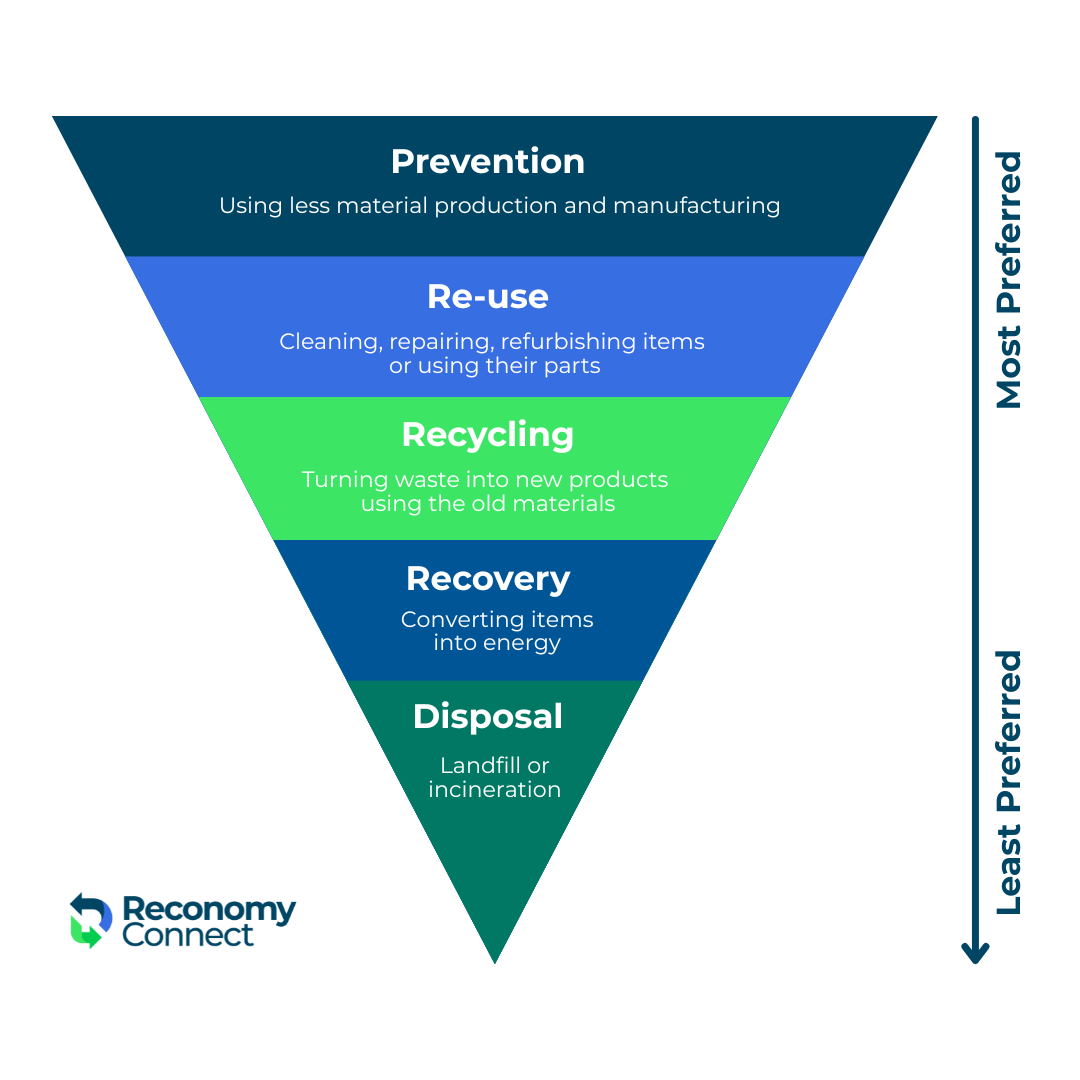 Prevention
Using less material production and manufacturing
Re-use
Cleaning, repairing, refurbishing items
or using their parts
Recycling
Turning waste into new products
using the old materials
Recovery
Converting items
into energy
Disposal
Landfill or
incineration
Most Preferred
Least Preferred
Reconomy
Connect